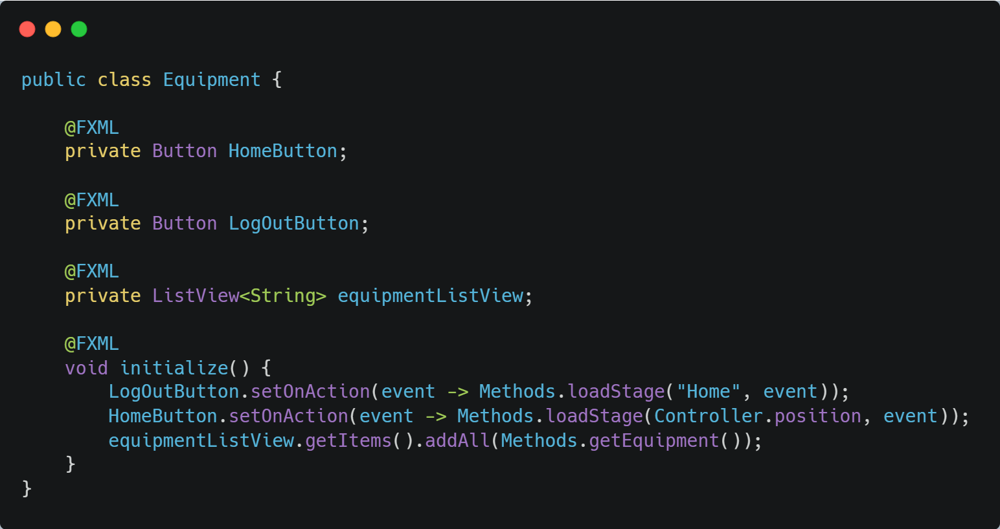 public class Equipment {
@FXML
private Button HomeButton;
@FXML
private Button LogOutButton;
@FXML
private ListView<String> equipmentListView;
@FXML
void initialize() {
LogOutButton.setOnAction(event -> Methods.loadStage("Home", event));
HomeButton.setOnAction(event -> Methods.loadStage(Controller.position, event));
equipmentListView.getItems().addAll(Methods.getEquipment());
}
}